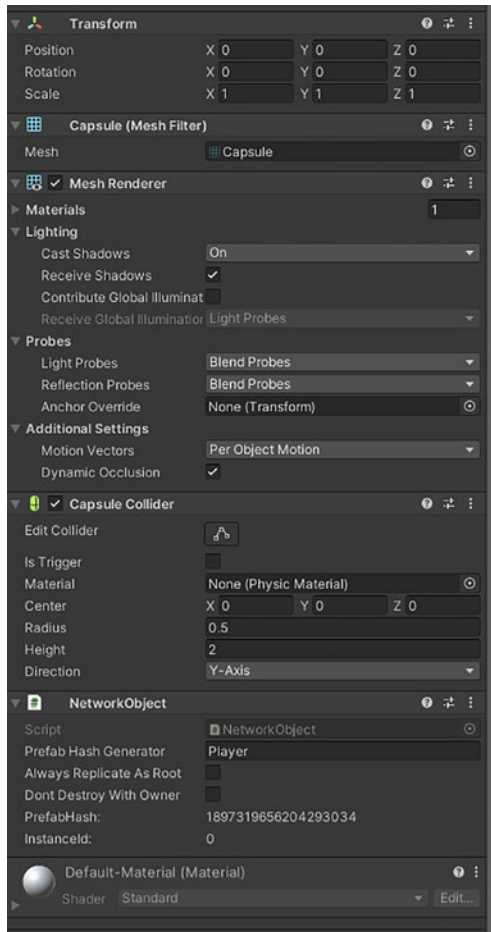 Transform
Position X 0 Y 0 Z 0
Rotation X 0 Y 0 Z 0
Scale X 1 Y 1 Z 1
Capsule (Mesh Filter)
Mesh Capsule
Mesh Renderer
Materials 1
Lighting
Cast Shadows On
Receive Shadows
Contribute Global Illuminat
Receive Global Illumination Light Probes
Probes
Light Probes Blend Probes
Reflection Probes Blend Probes
Anchor Override None (Transform)
Additional Settings
Motion Vectors Per Object Motion
Dynamic Occlusion
Capsule Collider
Edit Collider
Is Trigger
Material None (Physic Material)
Center X 0 Y 0 Z 0
Radius 0.5
Height 2
Direction Y-Axis
NetworkObject
Script NetworkObject
Prefab Hash Generator Player
Always Replicate As Root
Dont Destroy With Owner
PrefabHash: 1897319656204293034
InstanceId: 0
Default-Material (Material)
Shader Standard Edit...